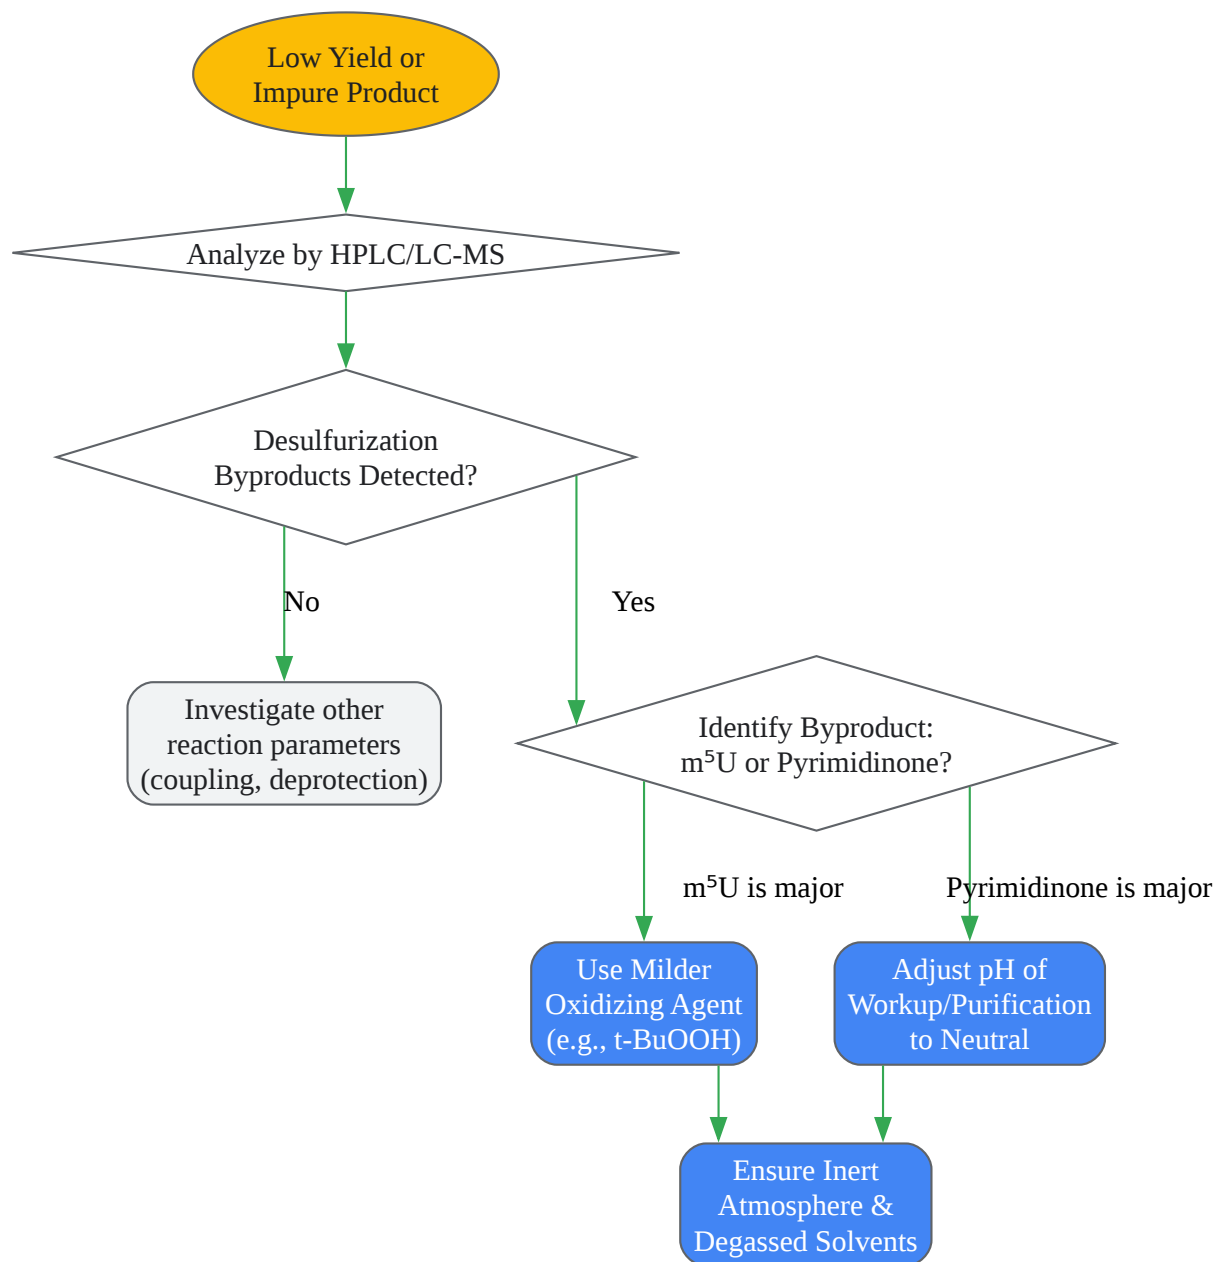 Low Yield or
Impure Product
Analyze by HPLC/LC-MS
Desulfurization
Byproducts Detected?
No
Yes
Investigate other
reaction parameters
(coupling, deprotection)
Identify Byproduct:
m⁵U or Pyrimidinone?
m⁵U is major
Pyrimidinone is major
Use Milder
Oxidizing Agent
(e.g., t-BuOOH)
Adjust pH of
Workup/Purification
to Neutral
Ensure Inert
Atmosphere &
Degassed Solvents